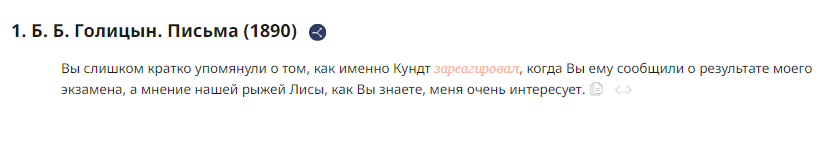 1. Б. Б. Голицын. Письма (1890)
Вы слишком кратко упомянули о том, как именно Кундт зареагировал, когда Вы ему сообщили о результате моего
экзамена, а мнение нашей рыжей Лисы, как Вы знаете, меня очень интересует.